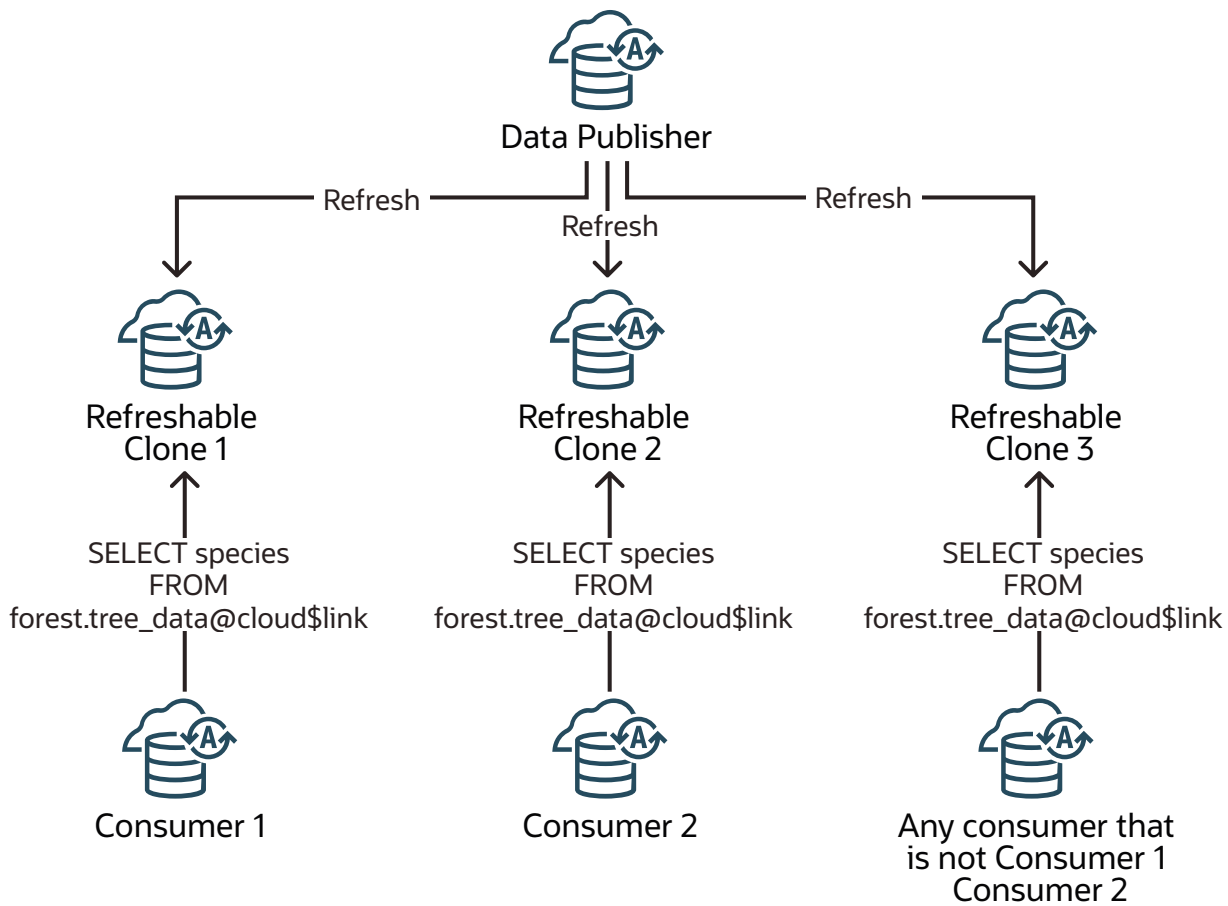 A
Data Publisher
Refresh
Refresh
Refresh
A
Refreshable
Clone 1
A
Refreshable
Clone 2
A
Refreshable
Clone 3
SELECT species
FROM
forest.tree_data@cloud$link
SELECT species
FROM
forest.tree_data@cloud$link
SELECT species
FROM
forest.tree_data@cloud$link
A
Consumer 1
A
Consumer 2
A
Any consumer that
is not Consumer 1
Consumer 2